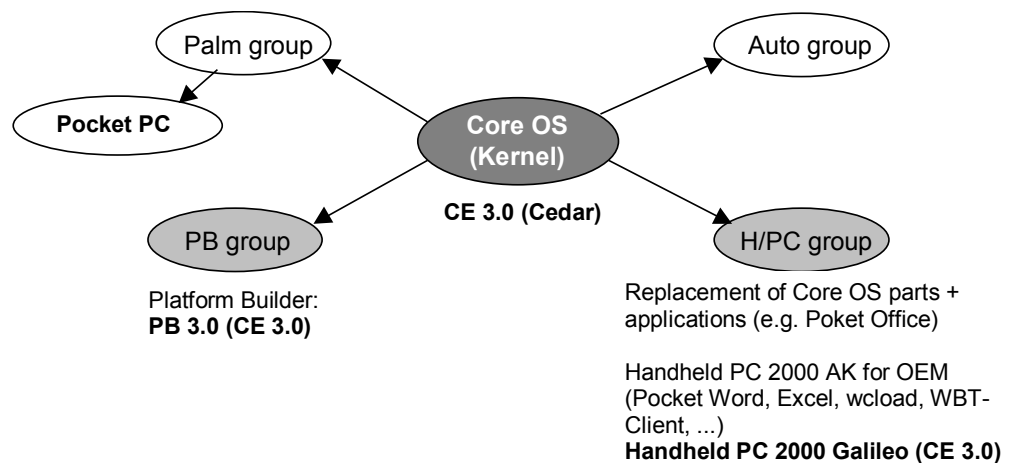 Palm group
Auto group
Pocket PC
Core OS
(Kernel)
CE 3.0 (Cedar)
PB group
H/PC group
Platform Builder:
PB 3.0 (CE 3.0)
Replacement of Core OS parts +
applications (e.g. Poket Office)
Handheld PC 2000 AK for OEM
(Pocket Word, Excel, wcload, WBT-
Client, ...)
Handheld PC 2000 Galileo (CE 3.0)